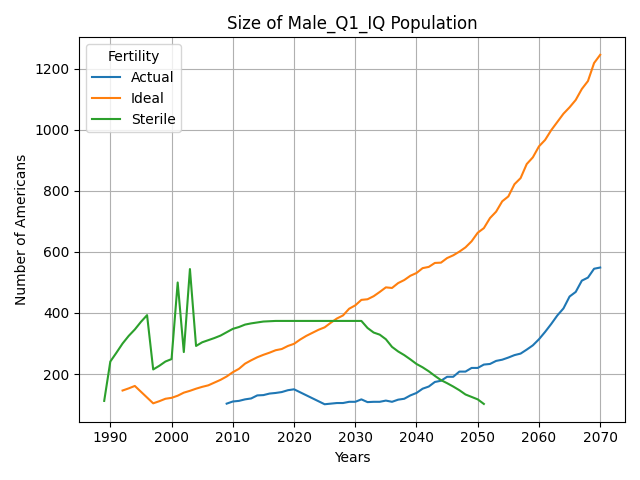 Size of Male_Q1_IQ Population
Fertility
Actual
Ideal
Sterile
Number of Americans
1200
1000
800
600
400
200
1990 2000 2010 2020 2030 2040 2050 2060 2070
Years